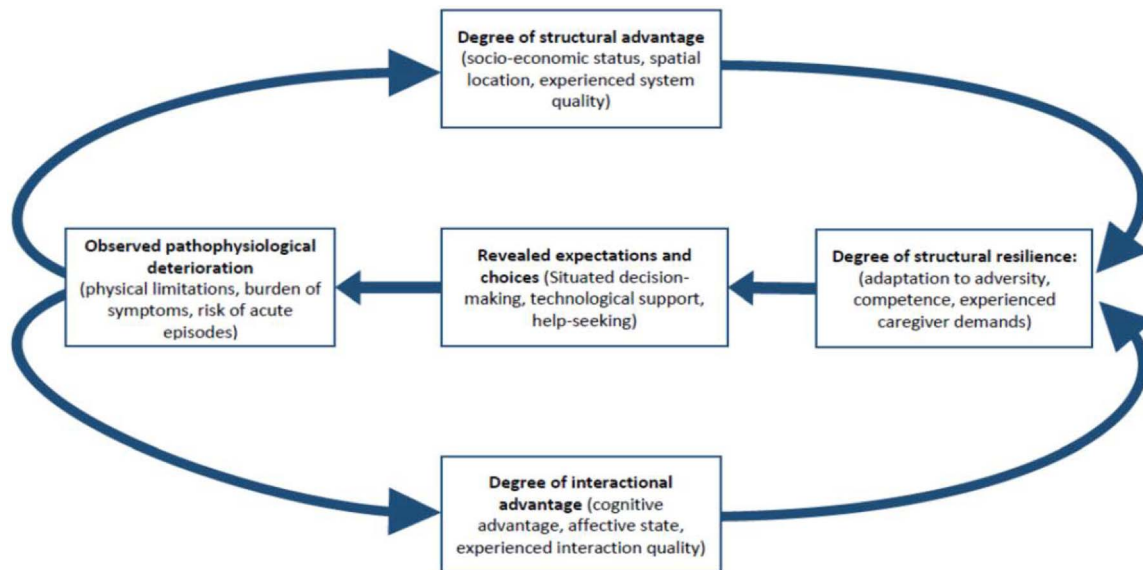 Degree of structural advantage
(socio-economic status, spatial
location, experienced system
quality)
Observed pathophysiological
deterioration
(physical limitations, burden of
symptoms, risk of acute
episodes)
Revealed expectations and
choices (Situated decision-
making, technological support,
help-seeking)
Degree of structural resilience:
(adaptation to adversity,
competence, experienced
caregiver demands)
Degree of interactional
advantage (cognitive
advantage, affective state,
experienced interaction quality)